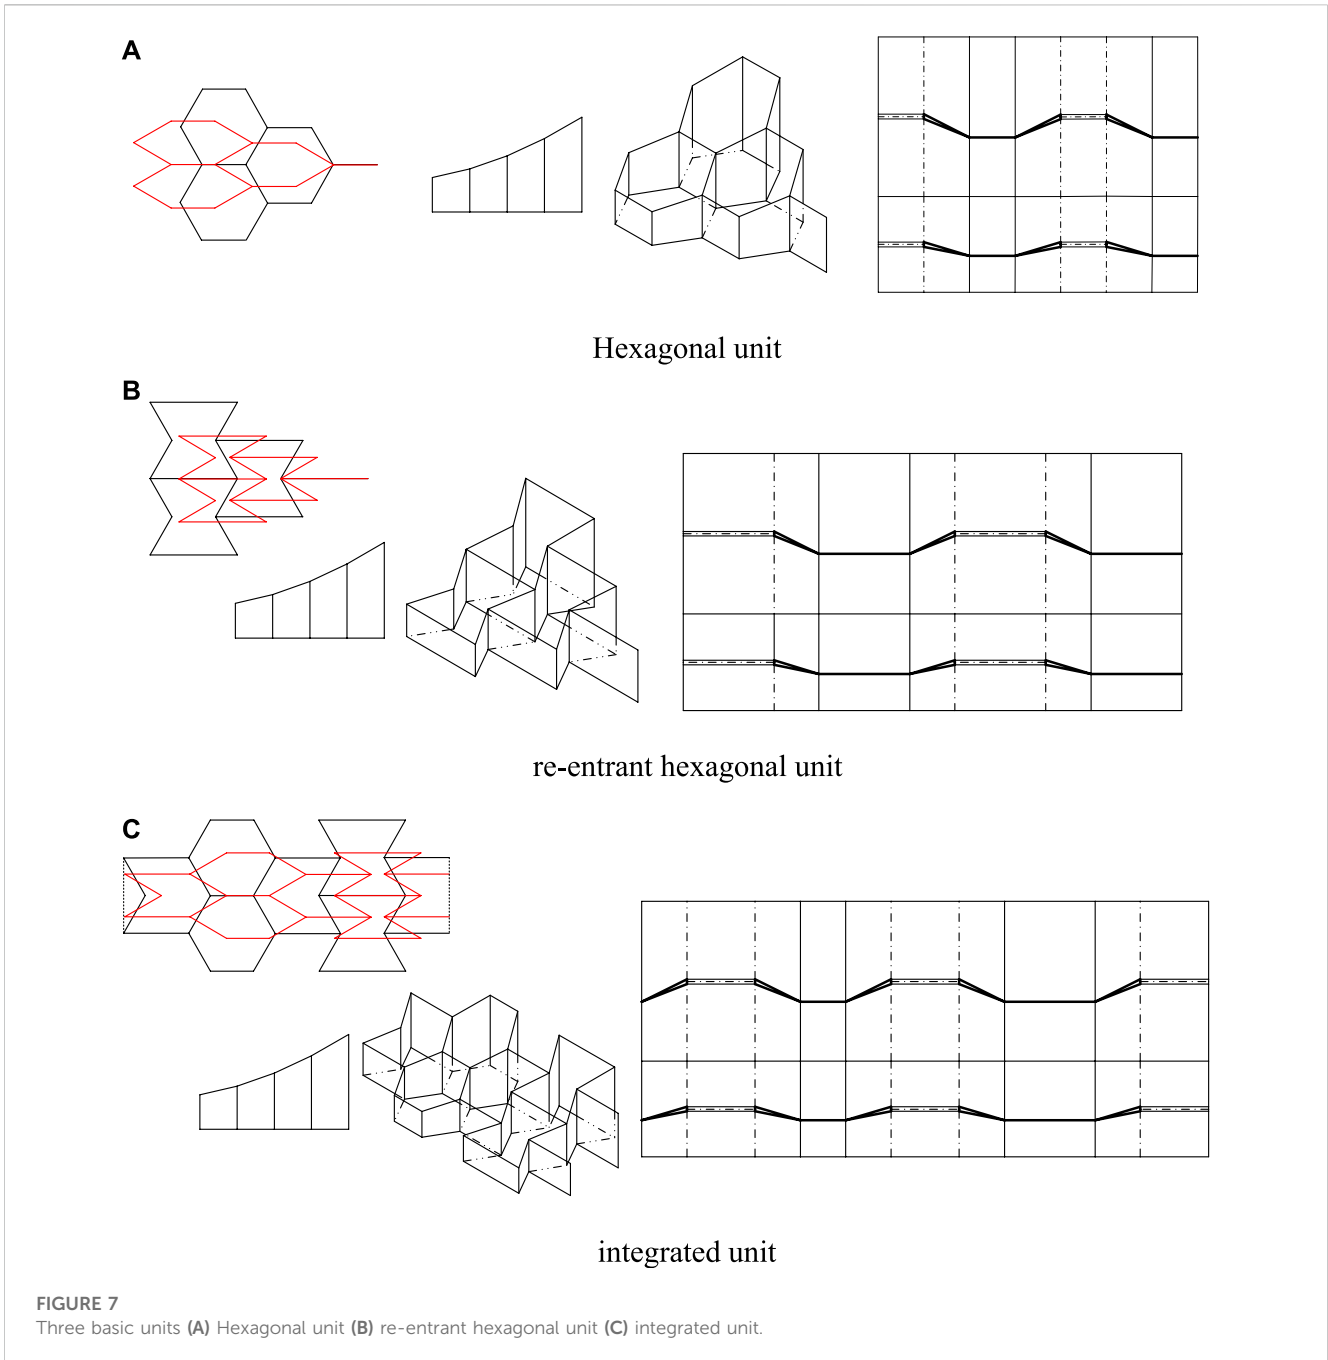 A
Hexagonal unit
B
re-entrant hexagonal unit
C
integrated unit
FIGURE 7
Three basic units (A) Hexagonal unit (B) re-entrant hexagonal unit (C) integrated unit.